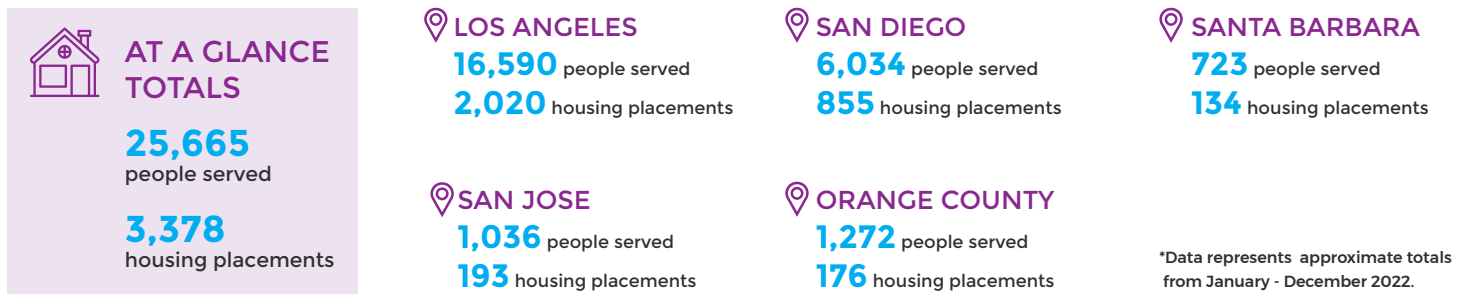 AT A GLANCE
TOTALS
25,665
people served
3,378
housing placements
LOS ANGELES
16,590 people served
2,020 housing placements
SAN DIEGO
6,034 people served
855 housing placements
SANTA BARBARA
723 people served
134 housing placements
SAN JOSE
1,036 people served
193 housing placements
ORANGE COUNTY
1,272 people served
176 housing placements
*Data represents approximate totals
from January - December 2022.